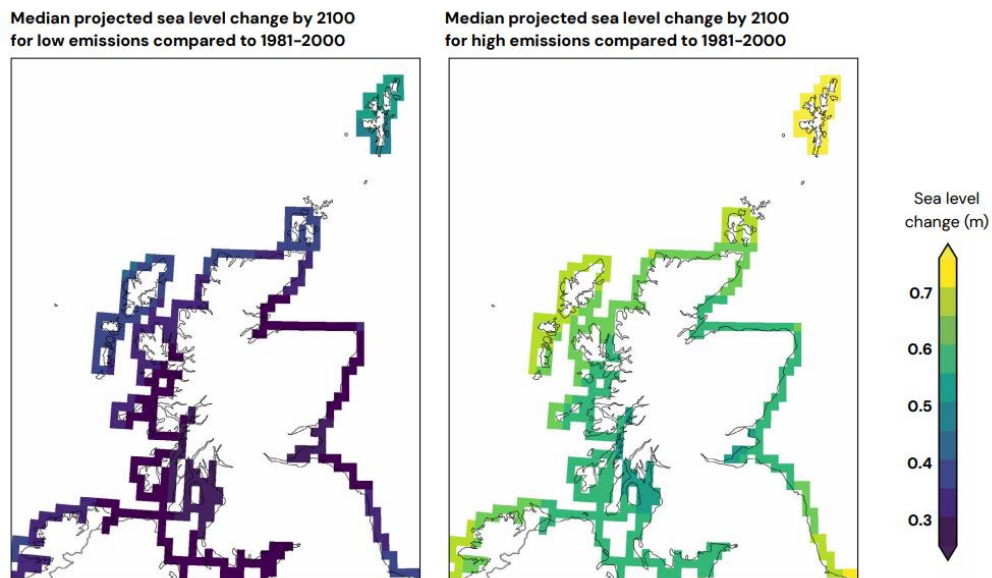 Median projected sea level change by 2100
for low emissions compared to 1981-2000
Median projected sea level change by 2100
for high emissions compared to 1981-2000
Sea level
change (m)
0.7
0.6
0.5
0.4
0.3